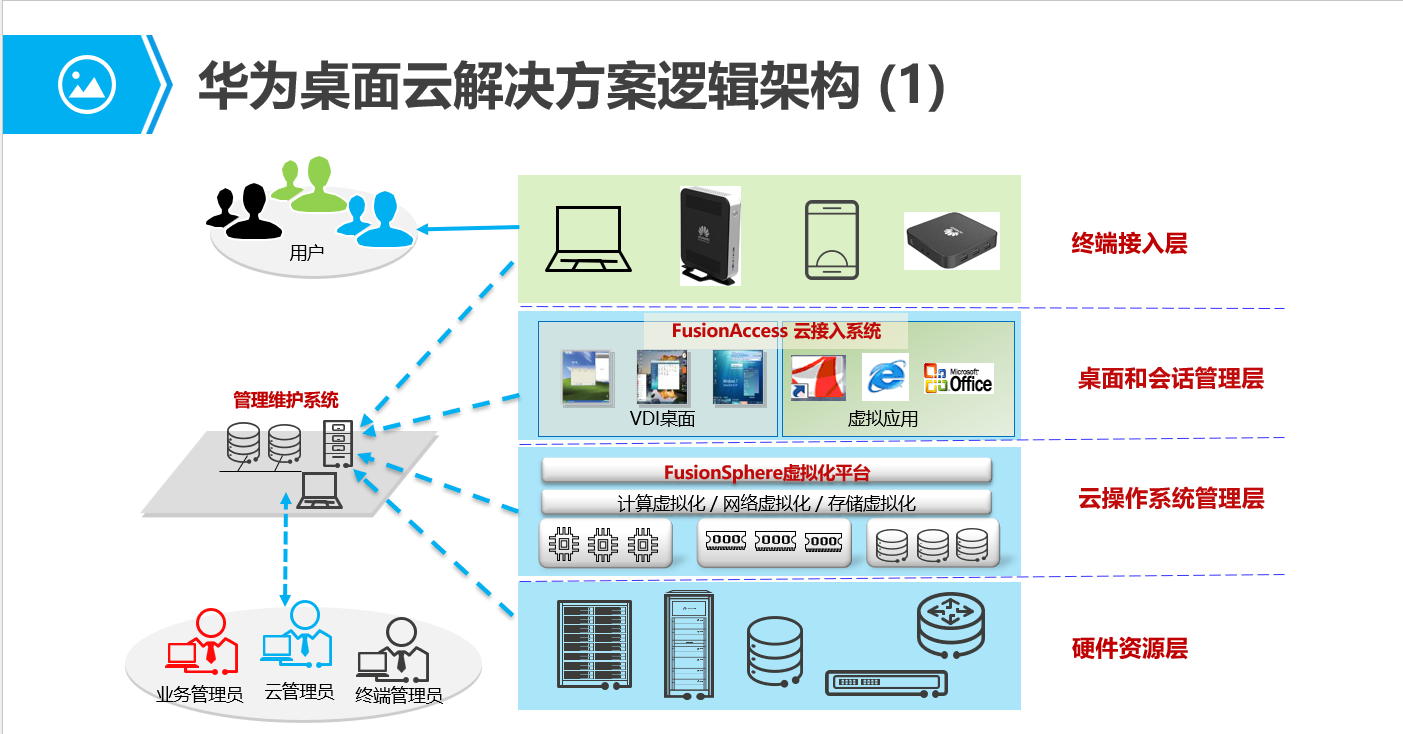 华为桌面云解决方案逻辑架构 (1)
用户
终端接入层
FusionAccess 云接入系统
Microsoft
Office
VDI桌面
虚拟应用
桌面和会话管理层
管理维护系统
FusionSphere虚拟化平台
计算虚拟化 / 网络虚拟化 / 存储虚拟化
云操作系统管理层
硬件资源层
业务管理员
云管理员
终端管理员